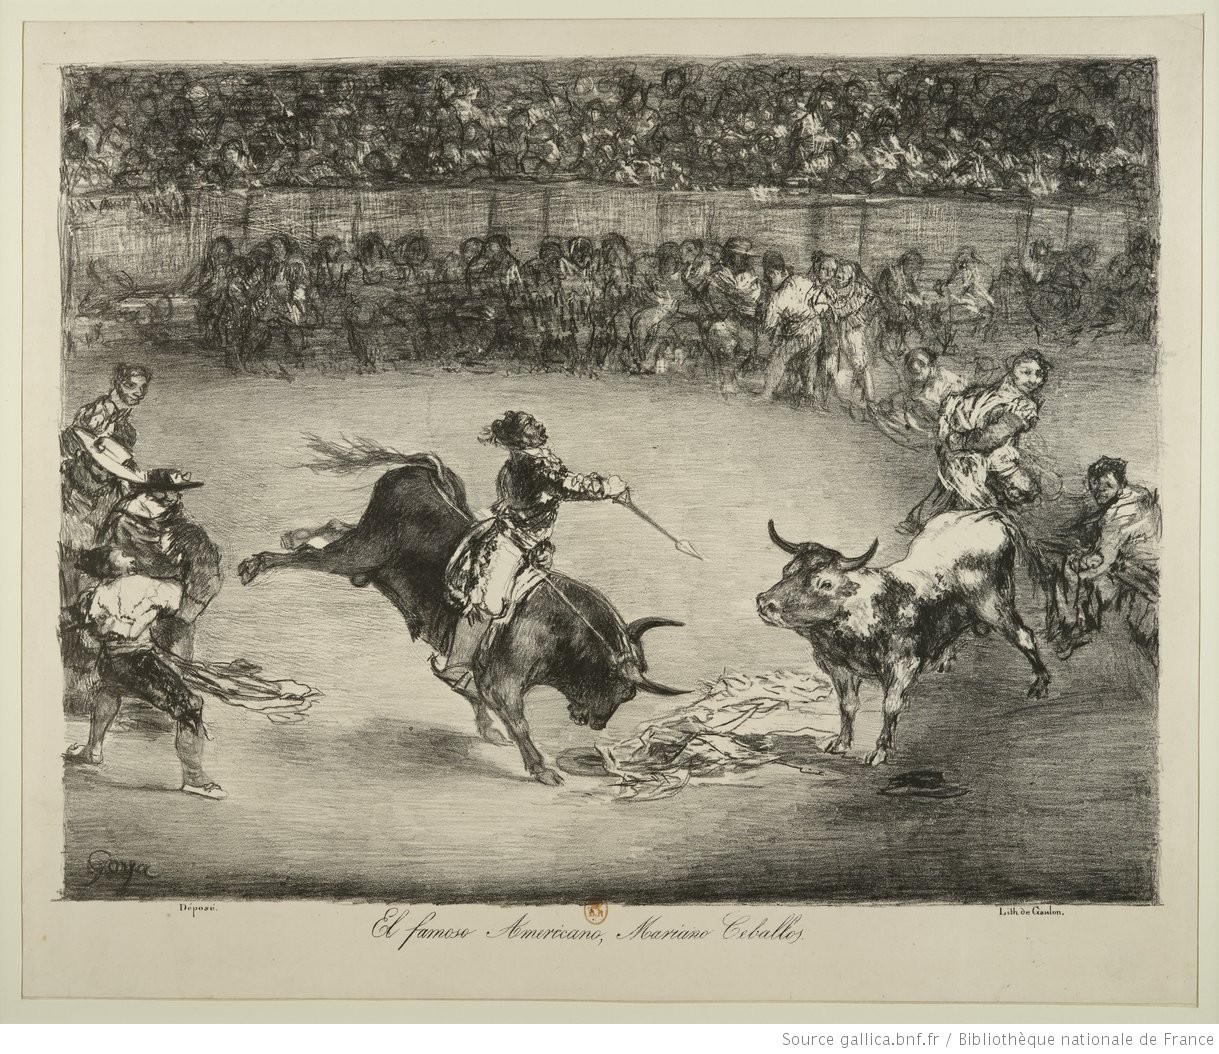 Goya
Déposé.
Lith. de Gaulon.
El famoso Americano, Mariano Ceballos.
Source gallica.bnf.fr / Bibliothèque nationale de France